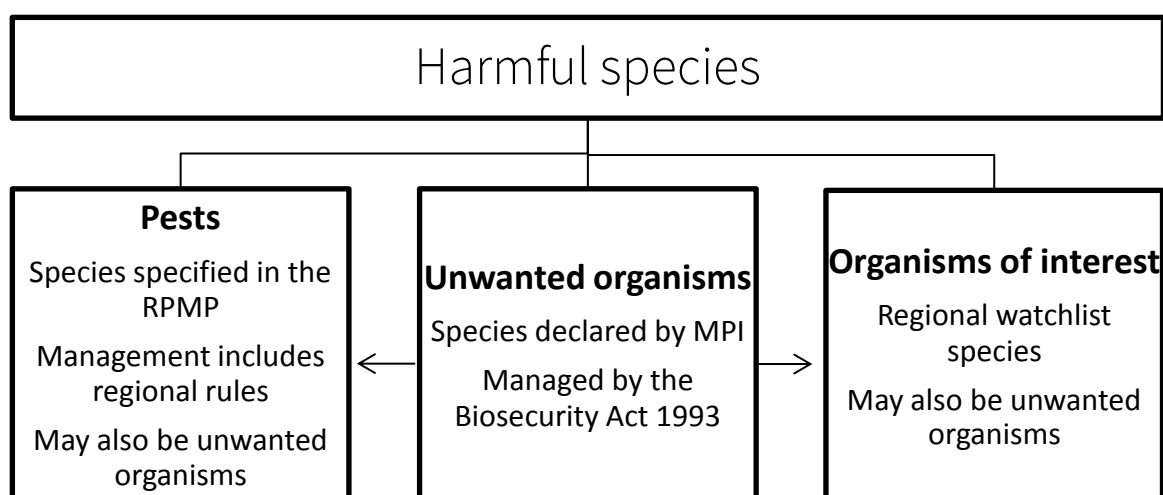 Harmful species
Pests
Species specified in the
RPMP
Management includes
regional rules
May also be unwanted
organisms
Unwanted organisms
Species declared by MPI
Managed by the
Biosecurity Act 1993
Organisms of interest
Regional watchlist
species
May also be unwanted
organisms